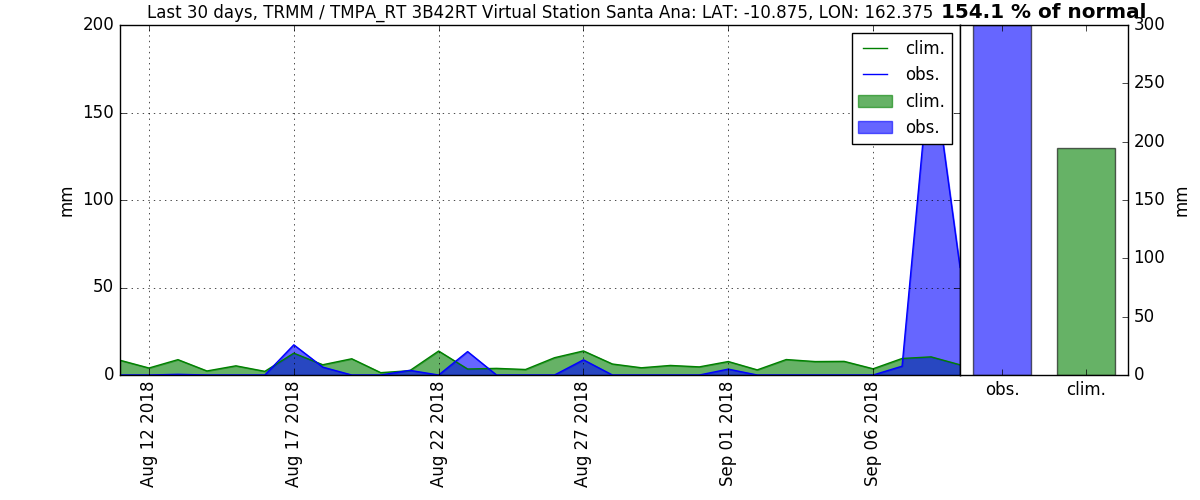 Last 30 days, TRMM / TMPA_RT 3B42RT Virtual Station Santa Ana: LAT: -10.875, LON: 162.375 154.1 % of normal
200
150
100
50
0
mm
clim.
obs.
clim.
obs.
300
250
200
150
100
50
0
mm
Aug 12 2018
Aug 17 2018
Aug 22 2018
Aug 27 2018
Sep 01 2018
Sep 06 2018
obs.
clim.